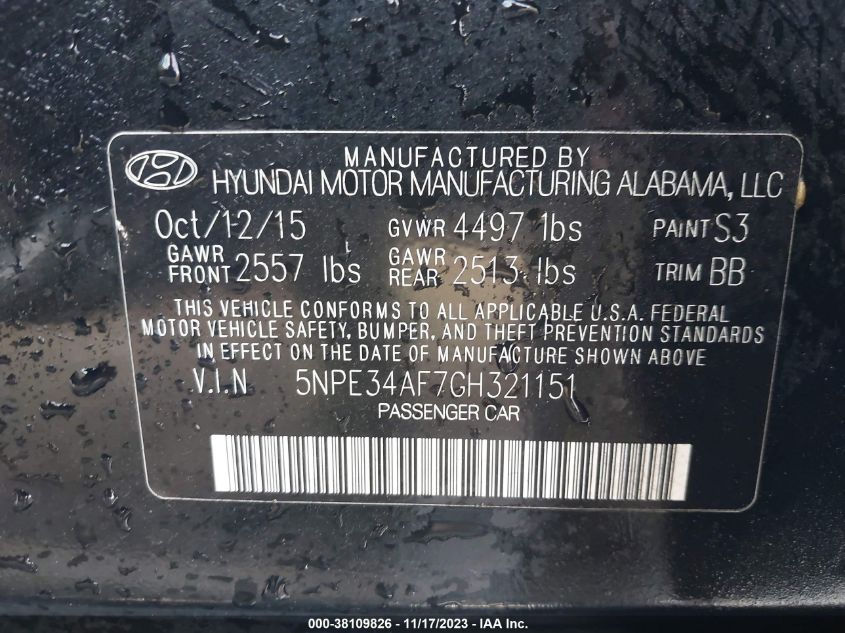 MANUFACTURED BY
HYUNDAI MOTOR MANUFACTURING ALABAMA, LLC
Oct/12/15 GVWR 4497 lbs PAINT S3
GAWR FRONT 2557 lbs GAWR REAR 2513 lbs TRIM BB
THIS VEHICLE CONFORMS TO ALL APPLICABLE U.S.A. FEDERAL
MOTOR VEHICLE SAFETY, BUMPER, AND THEFT PREVENTION STANDARDS
IN EFFECT ON THE DATE OF MANUFACTURE SHOWN ABOVE.
V.I.N 5NPE34AF7GH321151
PASSENGER CAR
000-38109826 - 11/17/2023 - IAA Inc.